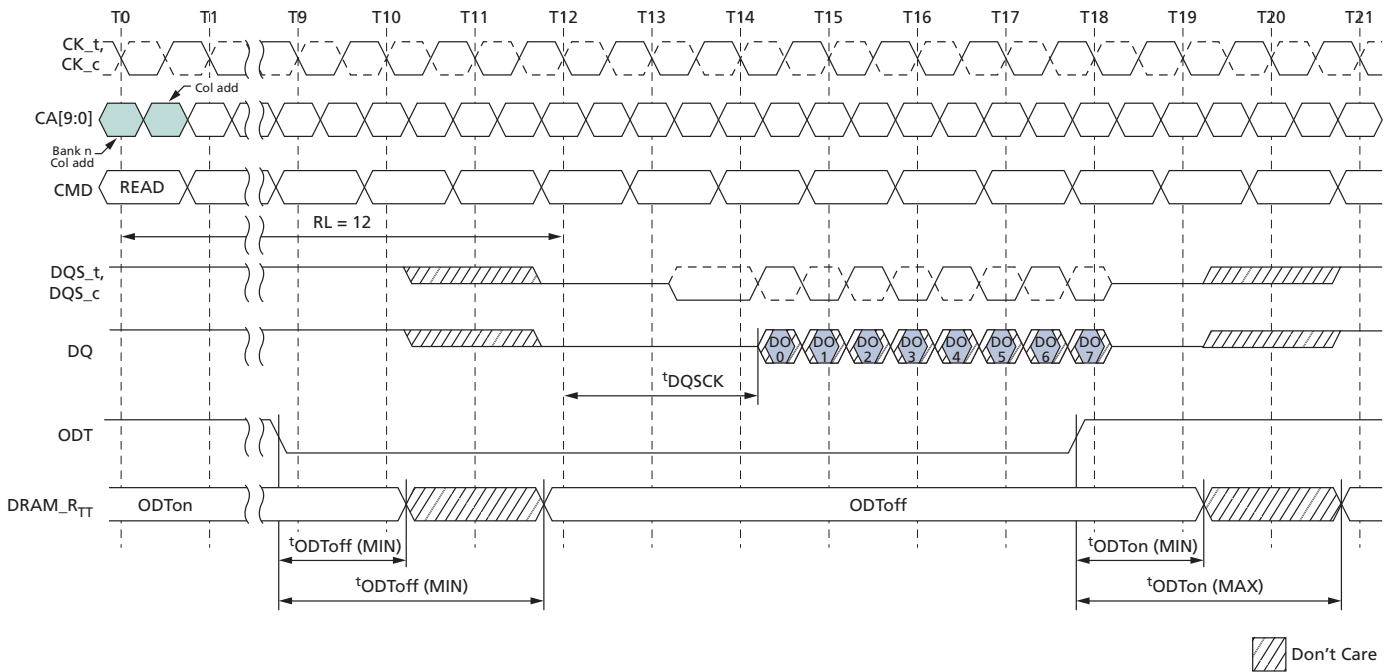 T0 T1 T9 T10 T11 T12 T13 T14 T15 T16 T17 T18 T19 T20 T21
CK_t,
CK_c
Col add
CA[9:0]
Bank n
Col add
CMD READ
RL = 12
DQS_t,
DQS_c
DQ DO 0 DO 1 DO 2 DO 3 DO 4 DO 5 DO 6 DO 7
tDQSCK
ODT
DRAM_RTT ODTon ODToff
tODToff (MIN) tODTon (MIN)
tODToff (MIN) tODTon (MAX)
Don't Care